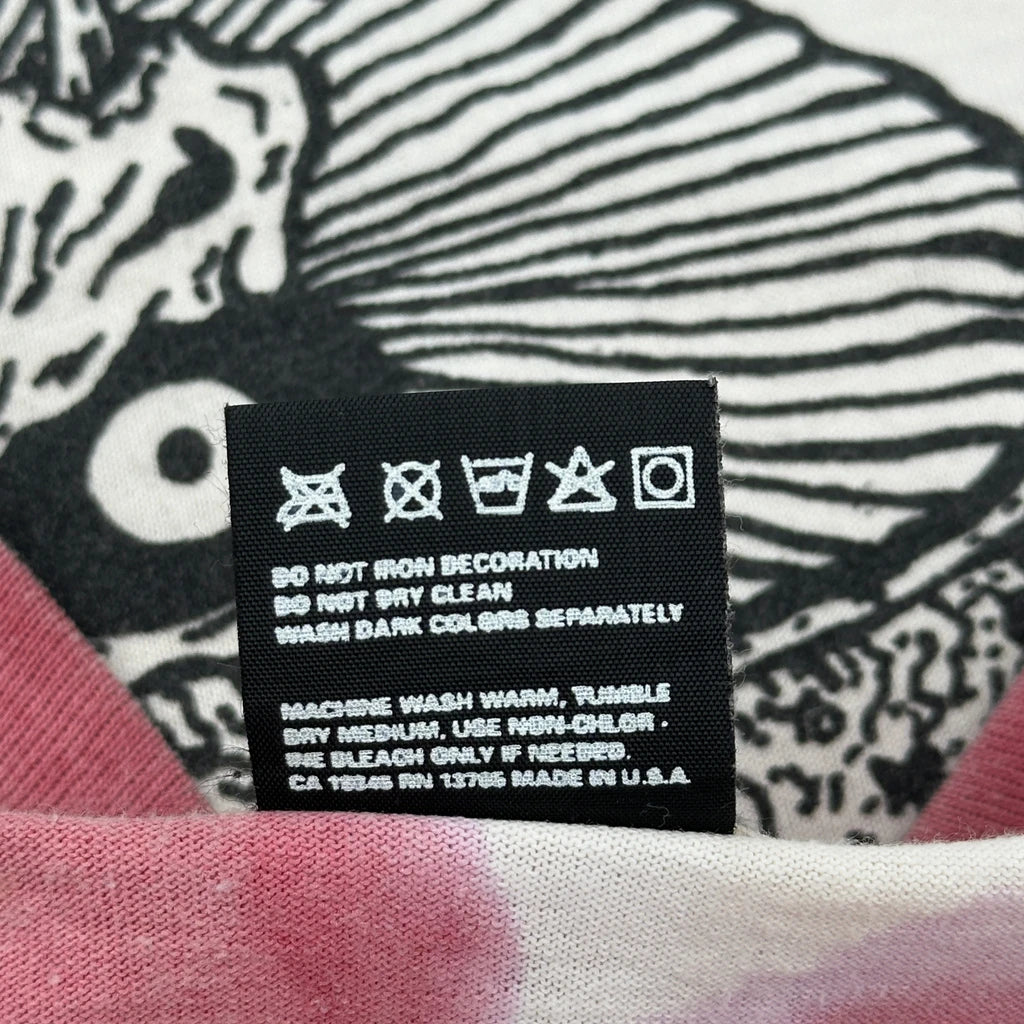 DO NOT IRON DECORATION
DO NOT DRY CLEAN
WASH DARK COLORS SEPARATELY
MACHINE WASH WARM, TUMBLE
DRY MEDIUM. USE NON-CHLOR -
INE BLEACH ONLY IF NEEDED.
CA RN 13765 MADE IN U.S.A.